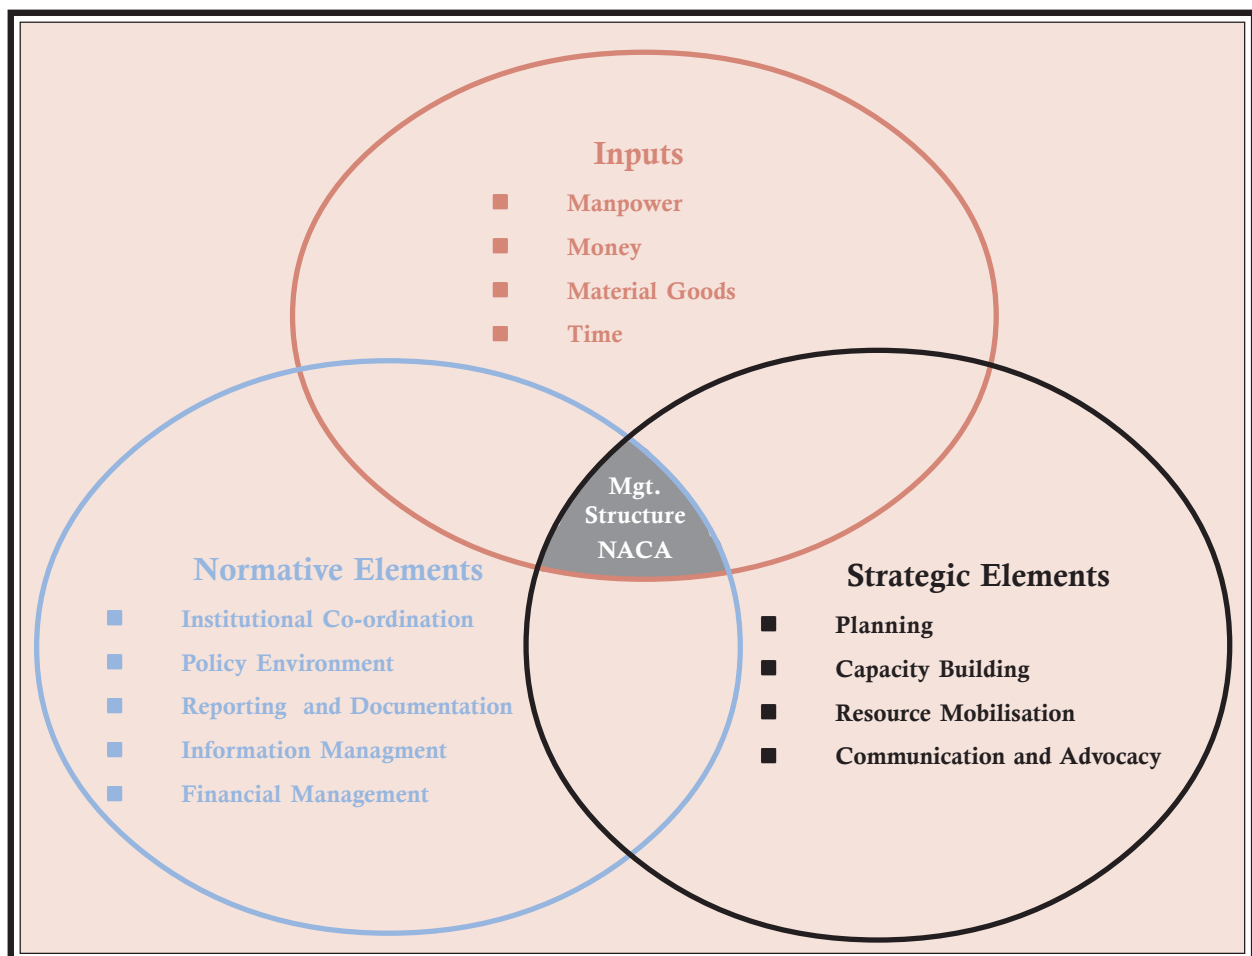 Inputs
Manpower
Money
Material Goods
Time
Mgt.
Structure
NACA
Normative Elements
Institutional Co-ordination
Policy Environment
Reporting and Documentation
Information Managment
Financial Management
Strategic Elements
Planning
Capacity Building
Resource Mobilisation
Communication and Advocacy